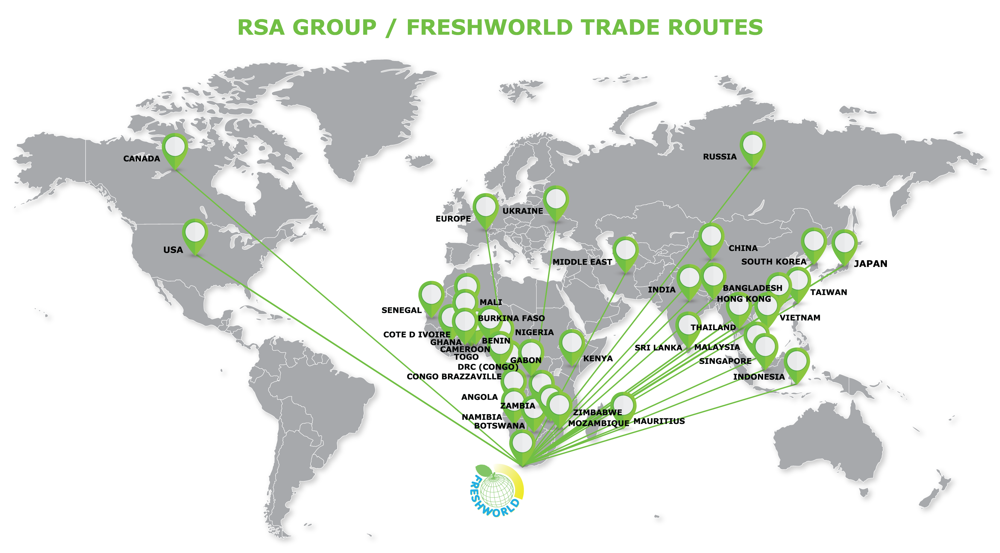 RSA GROUP / FRESHWORLD TRADE ROUTES
CANADA
RUSSIA
EUROPE
UKRAINE
USA
CHINA
MIDDLE EAST
SOUTH KOREA
JAPAN
INDIA
BANGLADESH
TAIWAN
HONG KONG
MALI
SENEGAL
BURKINA FASO
VIETNAM
THAILAND
COTE D IVOIRE
NIGERIA
GHANA
BENIN
CAMEROON
SRI LANKA
MALAYSIA
TOGO
GABON
KENYA
SINGAPORE
DRC (CONGO)
CONGO BRAZZAVILLE
INDONESIA
ANGOLA
ZAMBIA
ZIMBABWE
NAMIBIA
MOZAMBIQUE
MAURITIUS
BOTSWANA
FRESHWORLD